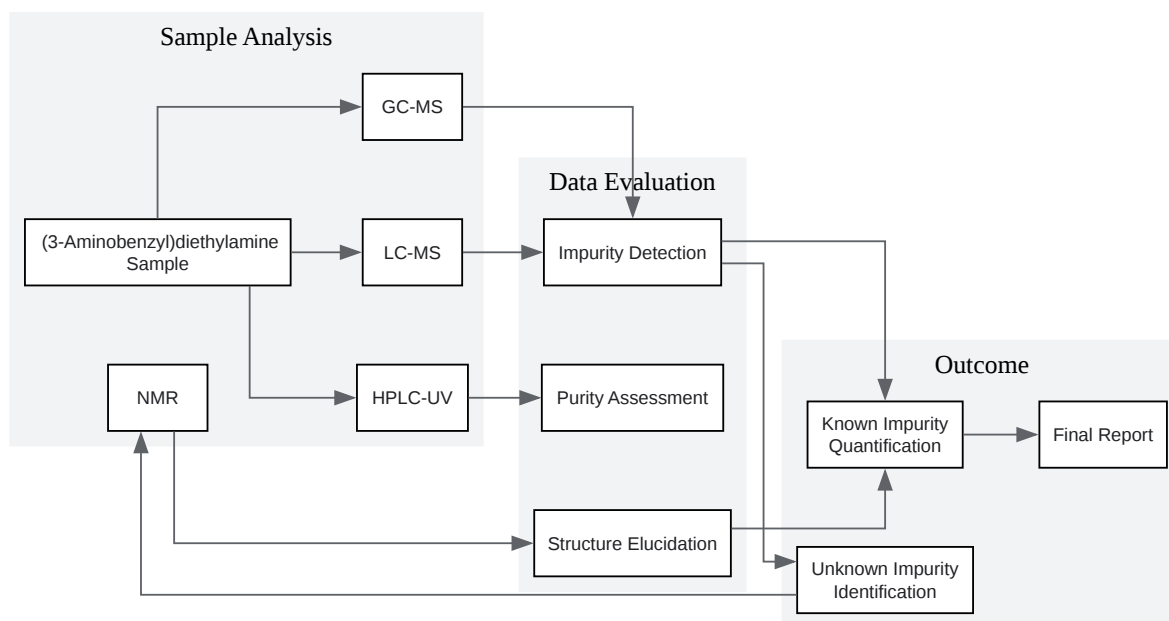 Sample Analysis
GC-MS
Data Evaluation
(3-Aminobenzyl)diethylamine
Sample
LC-MS
Impurity Detection
Outcome
NMR
HPLC-UV
Purity Assessment
Known Impurity
Quantification
Final Report
Structure Elucidation
Unknown Impurity
Identification